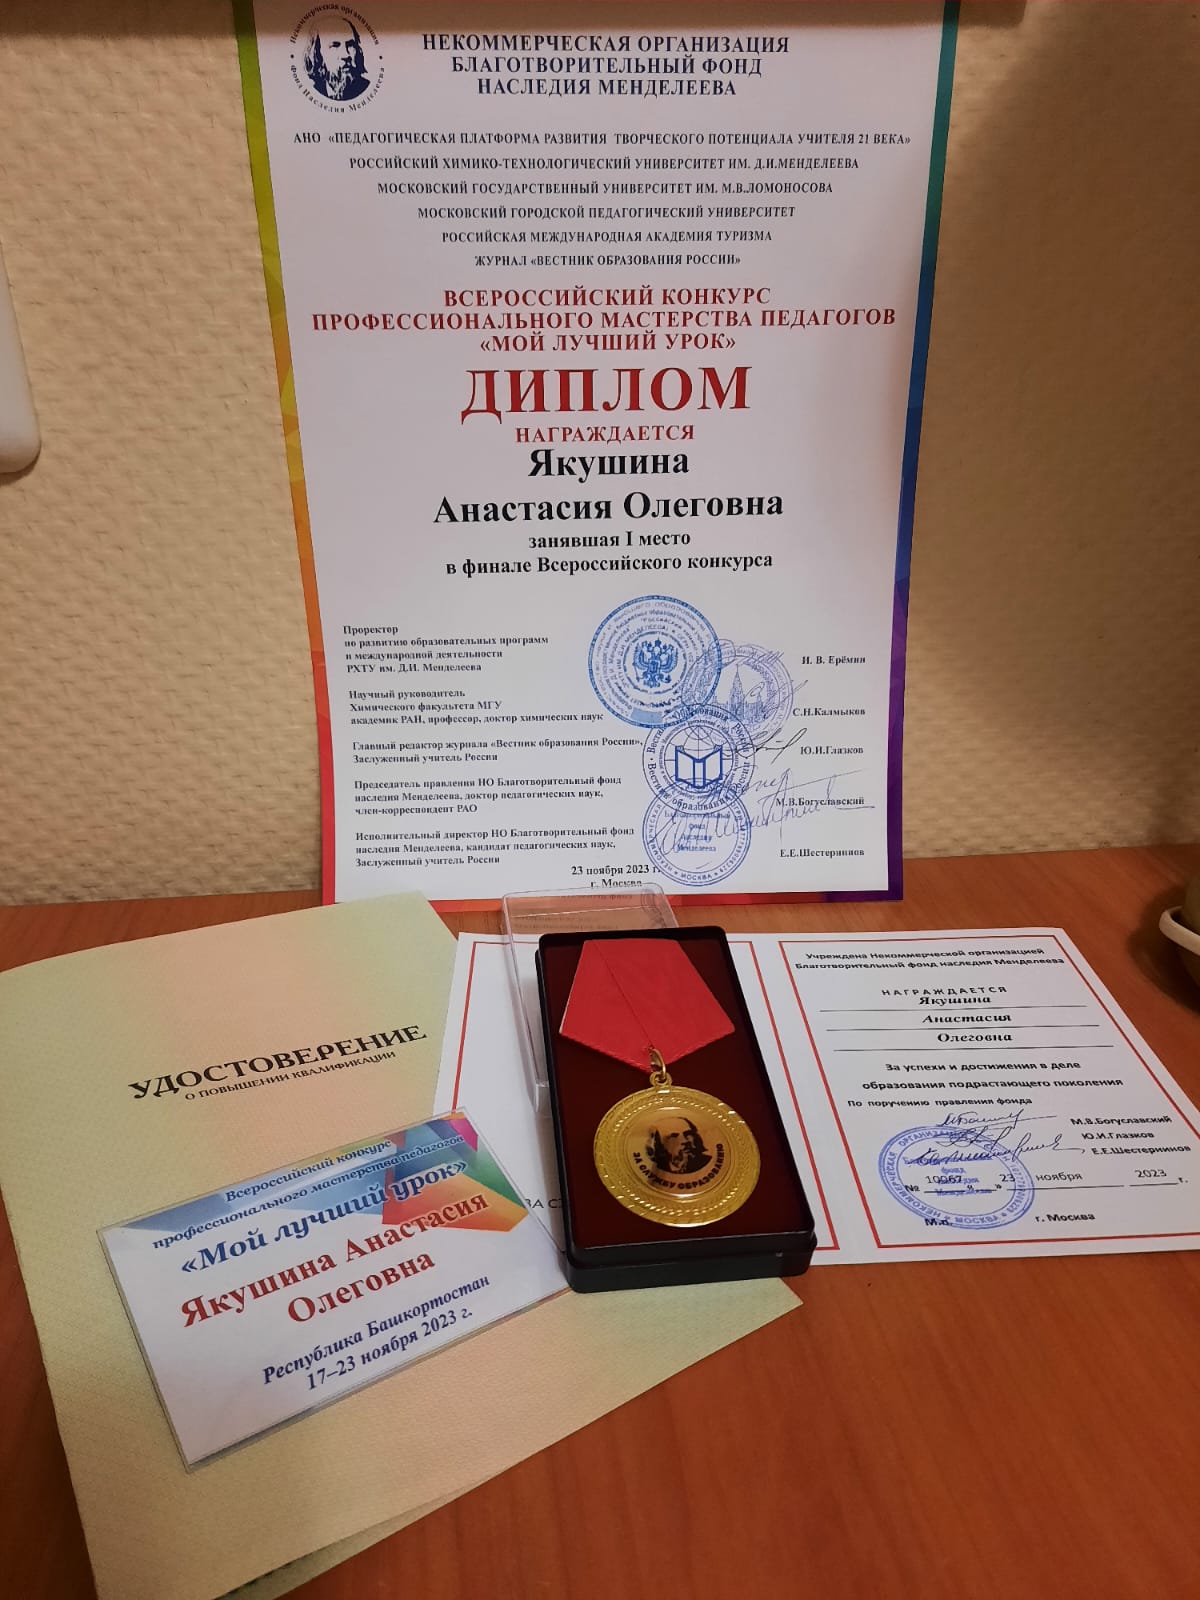 Некоммерческая организация
Фонд Наследия Менделеева
НЕКОММЕРЧЕСКАЯ ОРГАНИЗАЦИЯ
БЛАГОТВОРИТЕЛЬНЫЙ ФОНД
НАСЛЕДИЯ МЕНДЕЛЕЕВА
АНО «ПЕДАГОГИЧЕСКАЯ ПЛАТФОРМА РАЗВИТИЯ ТВОРЧЕСКОГО ПОТЕНЦИАЛА УЧИТЕЛЯ 21 ВЕКА»
РОССИЙСКИЙ ХИМИКО-ТЕХНОЛОГИЧЕСКИЙ УНИВЕРСИТЕТ ИМ. Д.И.МЕНДЕЛЕЕВА
МОСКОВСКИЙ ГОСУДАРСТВЕННЫЙ УНИВЕРСИТЕТ ИМ. М.В.ЛОМОНОСОВА
МОСКОВСКИЙ ГОРОДСКОЙ ПЕДАГОГИЧЕСКИЙ УНИВЕРСИТЕТ
РОССИЙСКАЯ МЕЖДУНАРОДНАЯ АКАДЕМИЯ ТУРИЗМА
ЖУРНАЛ «ВЕСТНИК ОБРАЗОВАНИЯ РОССИИ»
ВСЕРОССИЙСКИЙ КОНКУРС
ПРОФЕССИОНАЛЬНОГО МАСТЕРСТВА ПЕДАГОГОВ
«МОЙ ЛУЧШИЙ УРОК»
ДИПЛОМ
НАГРАЖДАЕТСЯ
Якушина
Анастасия Олеговна
занявшая I место
в финале Всероссийского конкурса
Проректор
по развитию образовательных программ
и международной деятельности
РХТУ им. Д.И. Менделеева
И. В. Ерёмин
Научный руководитель
Химического факультета МГУ
академик РАН, профессор, доктор химических наук
С.Н.Калмыков
Главный редактор журнала «Вестник образования России»,
Заслуженный учитель России
Ю.И.Глазков
Председатель правления НО Благотворительный фонд
наследия Менделеева, доктор педагогических наук,
член-корреспондент РАО
М.В.Богуславский
Исполнительный директор НО Благотворительный фонд
наследия Менделеева, кандидат педагогических наук,
Заслуженный учитель России
Е.Е.Шестернинов
23 ноября 2023 г.
г. Москва
УДОСТОВЕРЕНИЕ
О ПОВЫШЕНИИ КВАЛИФИКАЦИИ
Всероссийский конкурс
профессионального мастерства педагогов
«Мой лучший урок»
Якушина Анастасия
Олеговна
Республика Башкортостан
17–23 ноября 2023 г.
ЗА СЛУЖБУ ОБРАЗОВАНИЮ
Учреждена Некоммерческой организацией
Благотворительный фонд наследия Менделеева
НАГРАЖДАЕТСЯ
Якушина
Анастасия
Олеговна
За успехи и достижения в деле
образования подрастающего поколения
По поручению правления фонда
М.В.Богуславский
Ю.И.Глазков
Е.Е.Шестернинов
№ 10067 « 23 » ноября 2023 г.
М.п. г. Москва